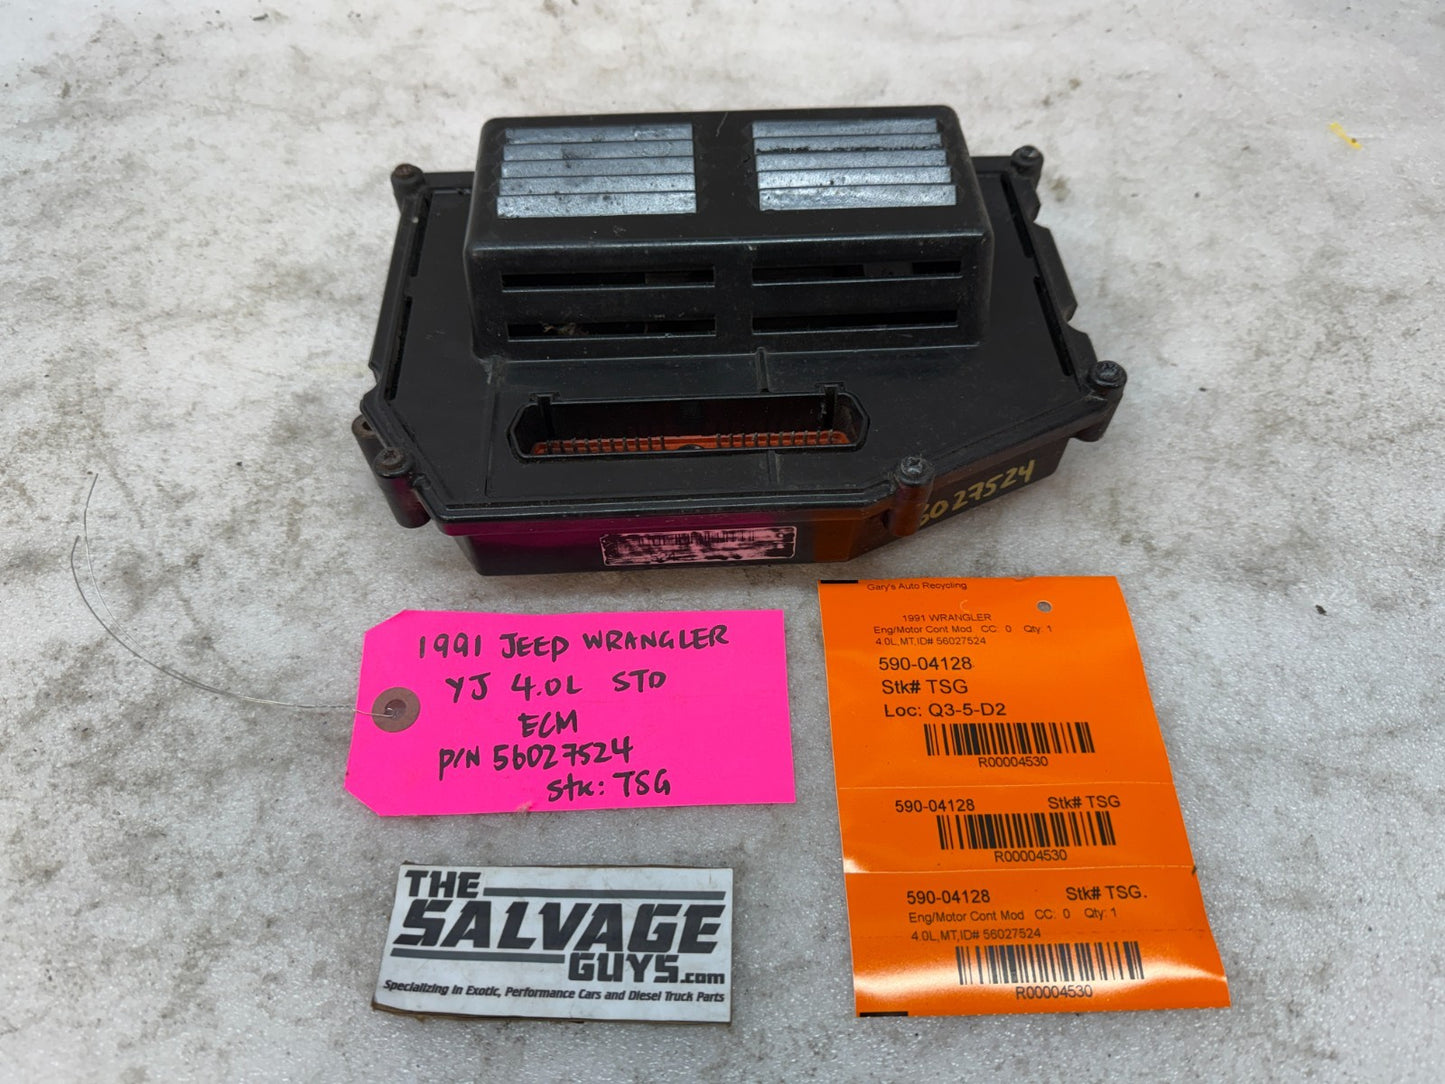 6027524
1991 JEEP WRANGLER
YJ 4.0L STD
ECM
P/N 56027524
Stk: TSG
Gary's Auto Recycling
1991 WRANGLER
Eng/Motor Cont Mod. CC: 0 Qty: 1
4.0L,MT,ID# 56027524
590-04128
Stk# TSG
Loc: Q3-5-D2
R00004530
590-04128 Stk# TSG
R00004530
590-04128 Stk# TSG.
Eng/Motor Cont Mod CC: 0 Qty: 1
4.0L,MT,ID# 56027524
R00004530
THE
SALVAGE
GUYS.com
Specializing in Exotic, Performance Cars and Diesel Truck Parts